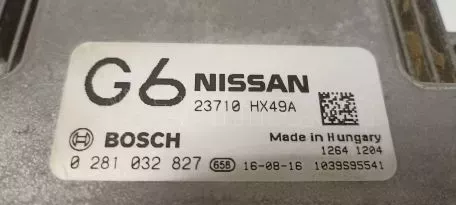 G6 NISSAN
23710 HX49A
BOSCH
Made in Hungary
1264 1204
0 281 032 827 658 16-08-16 1039S95541